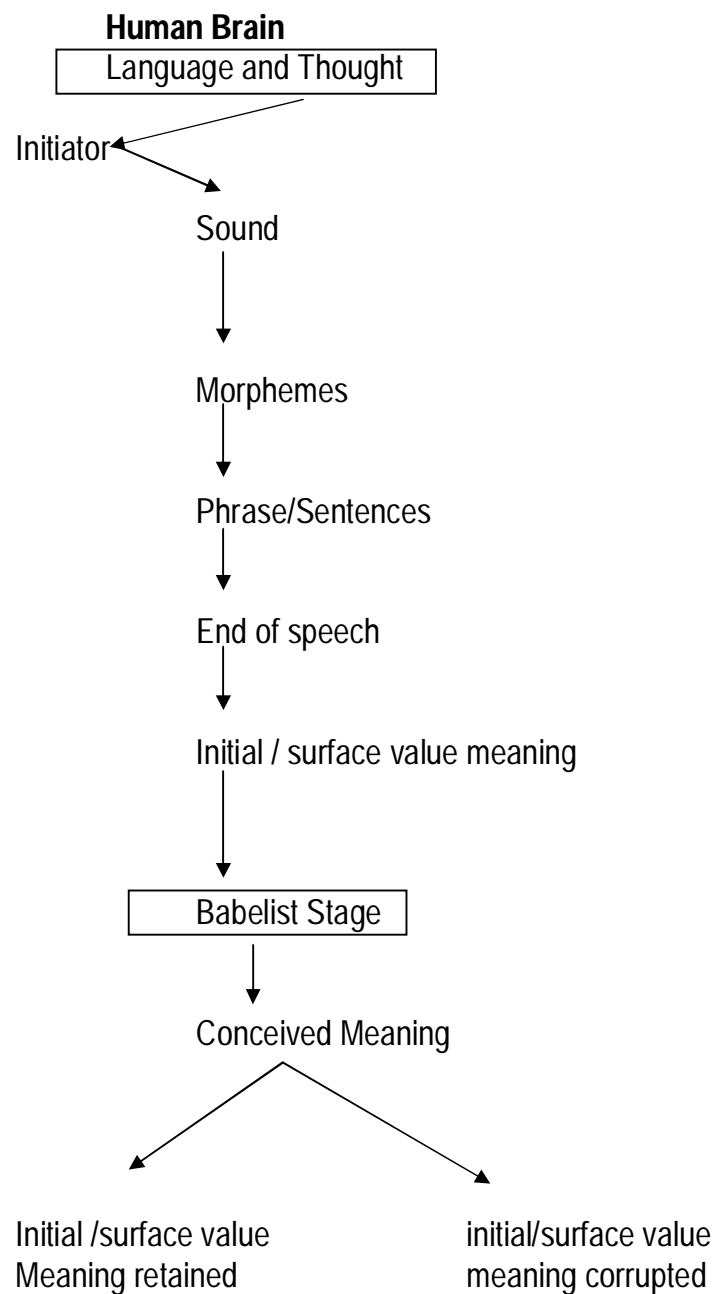 Human Brain
Language and Thought
Initiator
Sound
Morphemes
Phrase/Sentences
End of speech
Initial / surface value meaning
Babelist Stage
Conceived Meaning
Initial /surface value
Meaning retained
initial/surface value
meaning corrupted